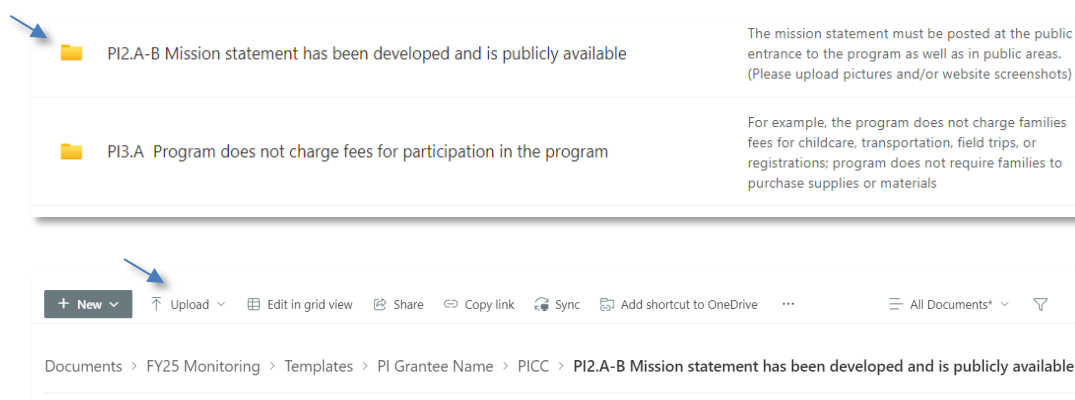 PI2.A-B Mission statement has been developed and is publicly available
The mission statement must be posted at the public
entrance to the program as well as in public areas.
(Please upload pictures and/or website screenshots)
PI3.A  Program does not charge fees for participation in the program
For example, the program does not charge families
fees for childcare, transportation, field trips, or
registrations; program does not require families to
purchase supplies or materials
+ New Upload Edit in grid view Share Copy link Sync Add shortcut to OneDrive ... All Documents*
Documents > FY25 Monitoring > Templates > PI Grantee Name > PICC > PI2.A-B Mission statement has been developed and is publicly available